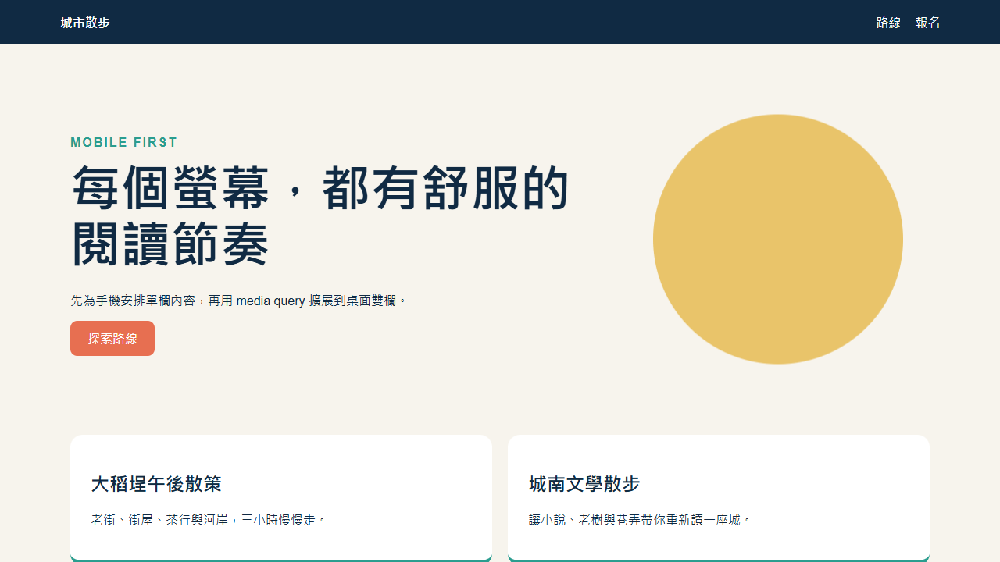 城市散步
路線 報名
MOBILE FIRST
每個螢幕，都有舒服的
閱讀節奏
先為手機安排單欄內容，再用 media query 擴展到桌面雙欄。
探索路線
大稻埕午後散策
老街、街屋、茶行與河岸，三小時慢慢走。
城南文學散步
讓小說、老樹與巷弄帶你重新讀一座城。